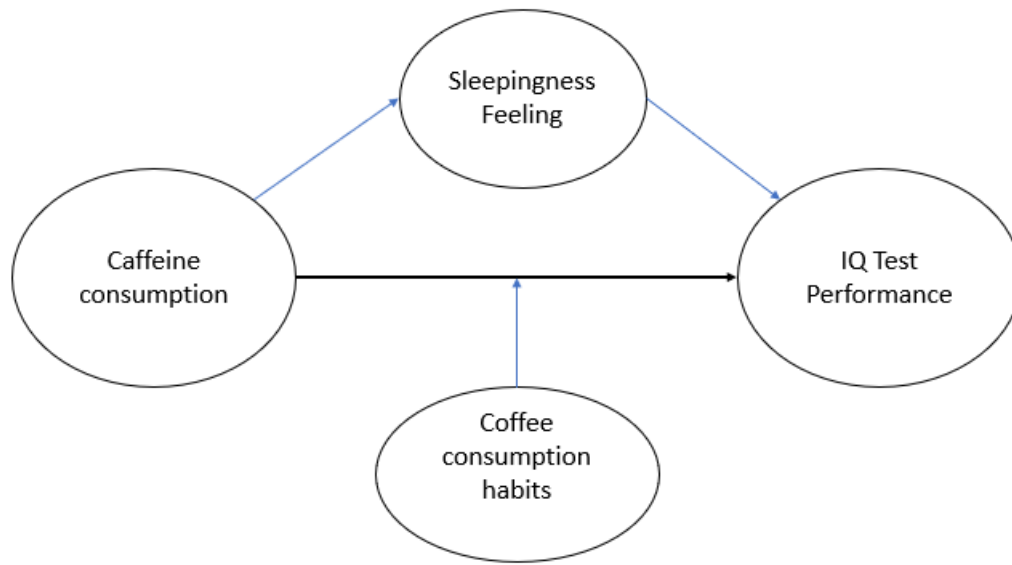 Sleepingness
Feeling
Caffeine
consumption
IQ Test
Performance
Coffee
consumption
habits